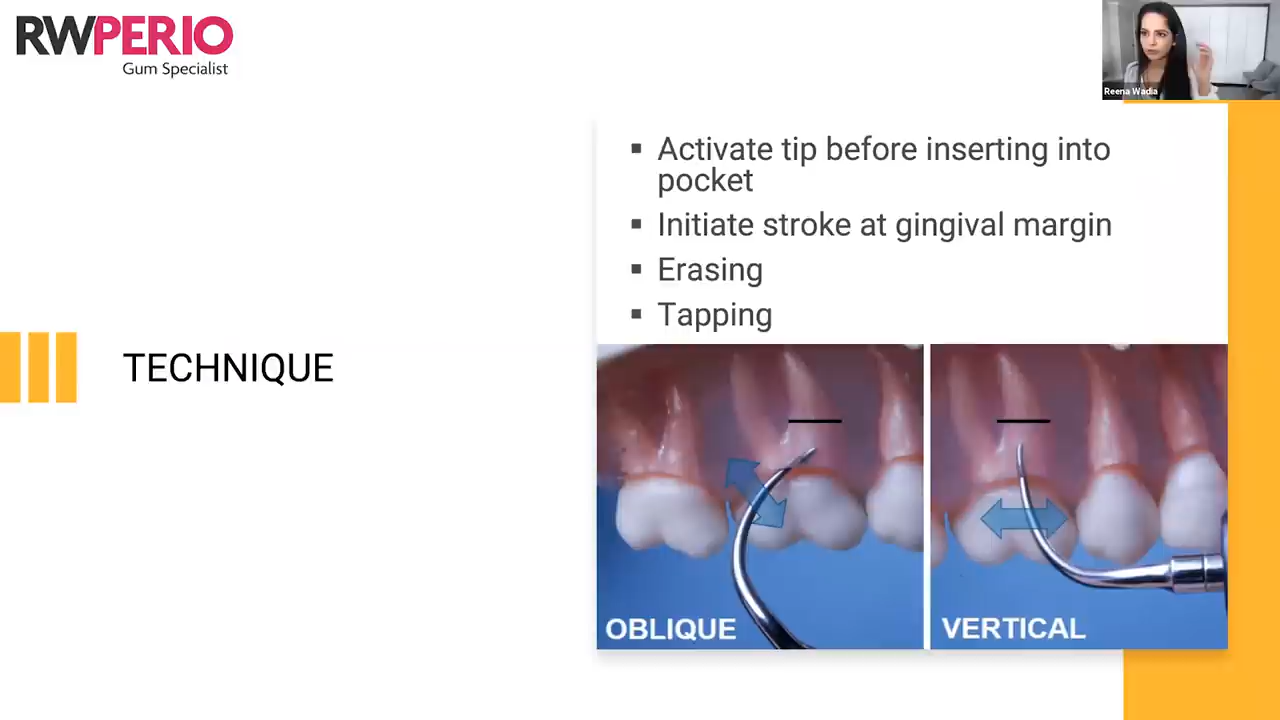 RWPERIO
Gum Specialist
Reena Wadia
▪ Activate tip before inserting into
pocket
▪ Initiate stroke at gingival margin
▪ Erasing
▪ Tapping
TECHNIQUE
OBLIQUE
VERTICAL